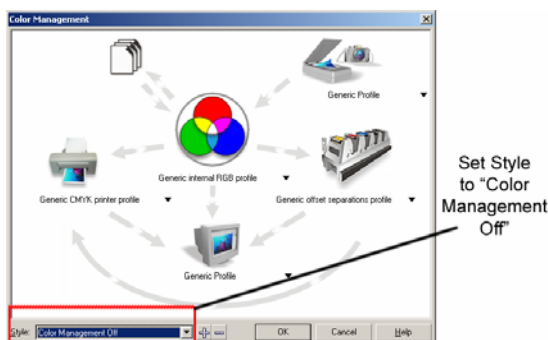 Color Management
Generic Profile
Generic internal RGB profile
Generic CMYK printer profile
Generic offset separations profile
Generic Profile
Set Style
to "Color
Management
Off"
Style: Color Management Off
OK
Cancel
Help